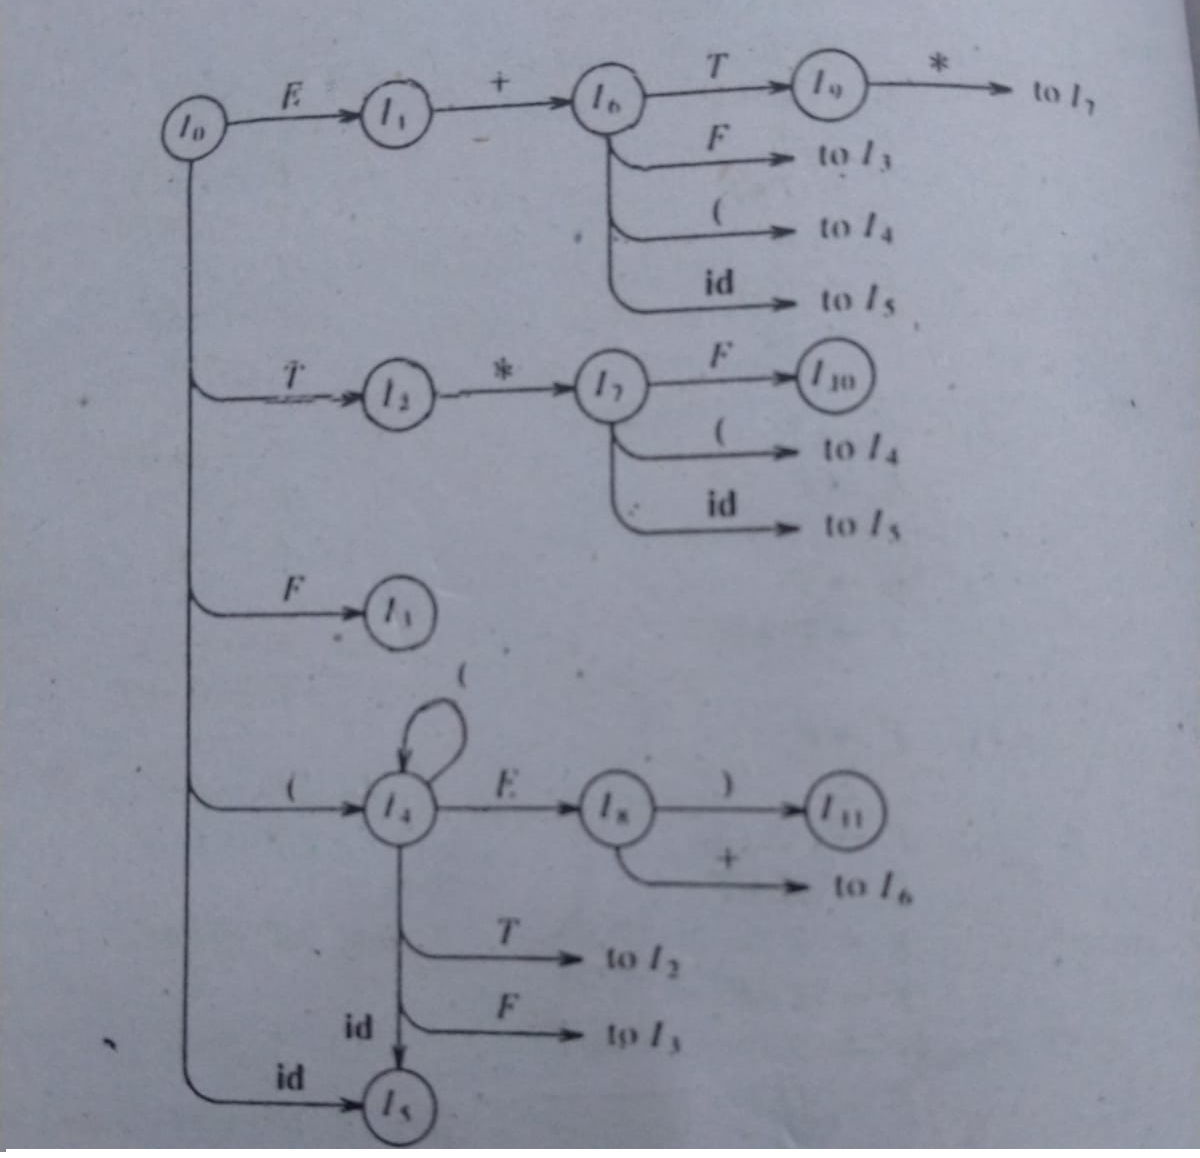 I₀ E I₁ + I₆ T I₉ * to I₇
F to I₃
( to I₄
id to I₅
T I₂ * I₇ F I₁₀
( to I₄
id to I₅
F I₃
(
( I₄ E I₈ ) I₁₁
+ to I₆
T to I₂
id F to I₃
id I₅